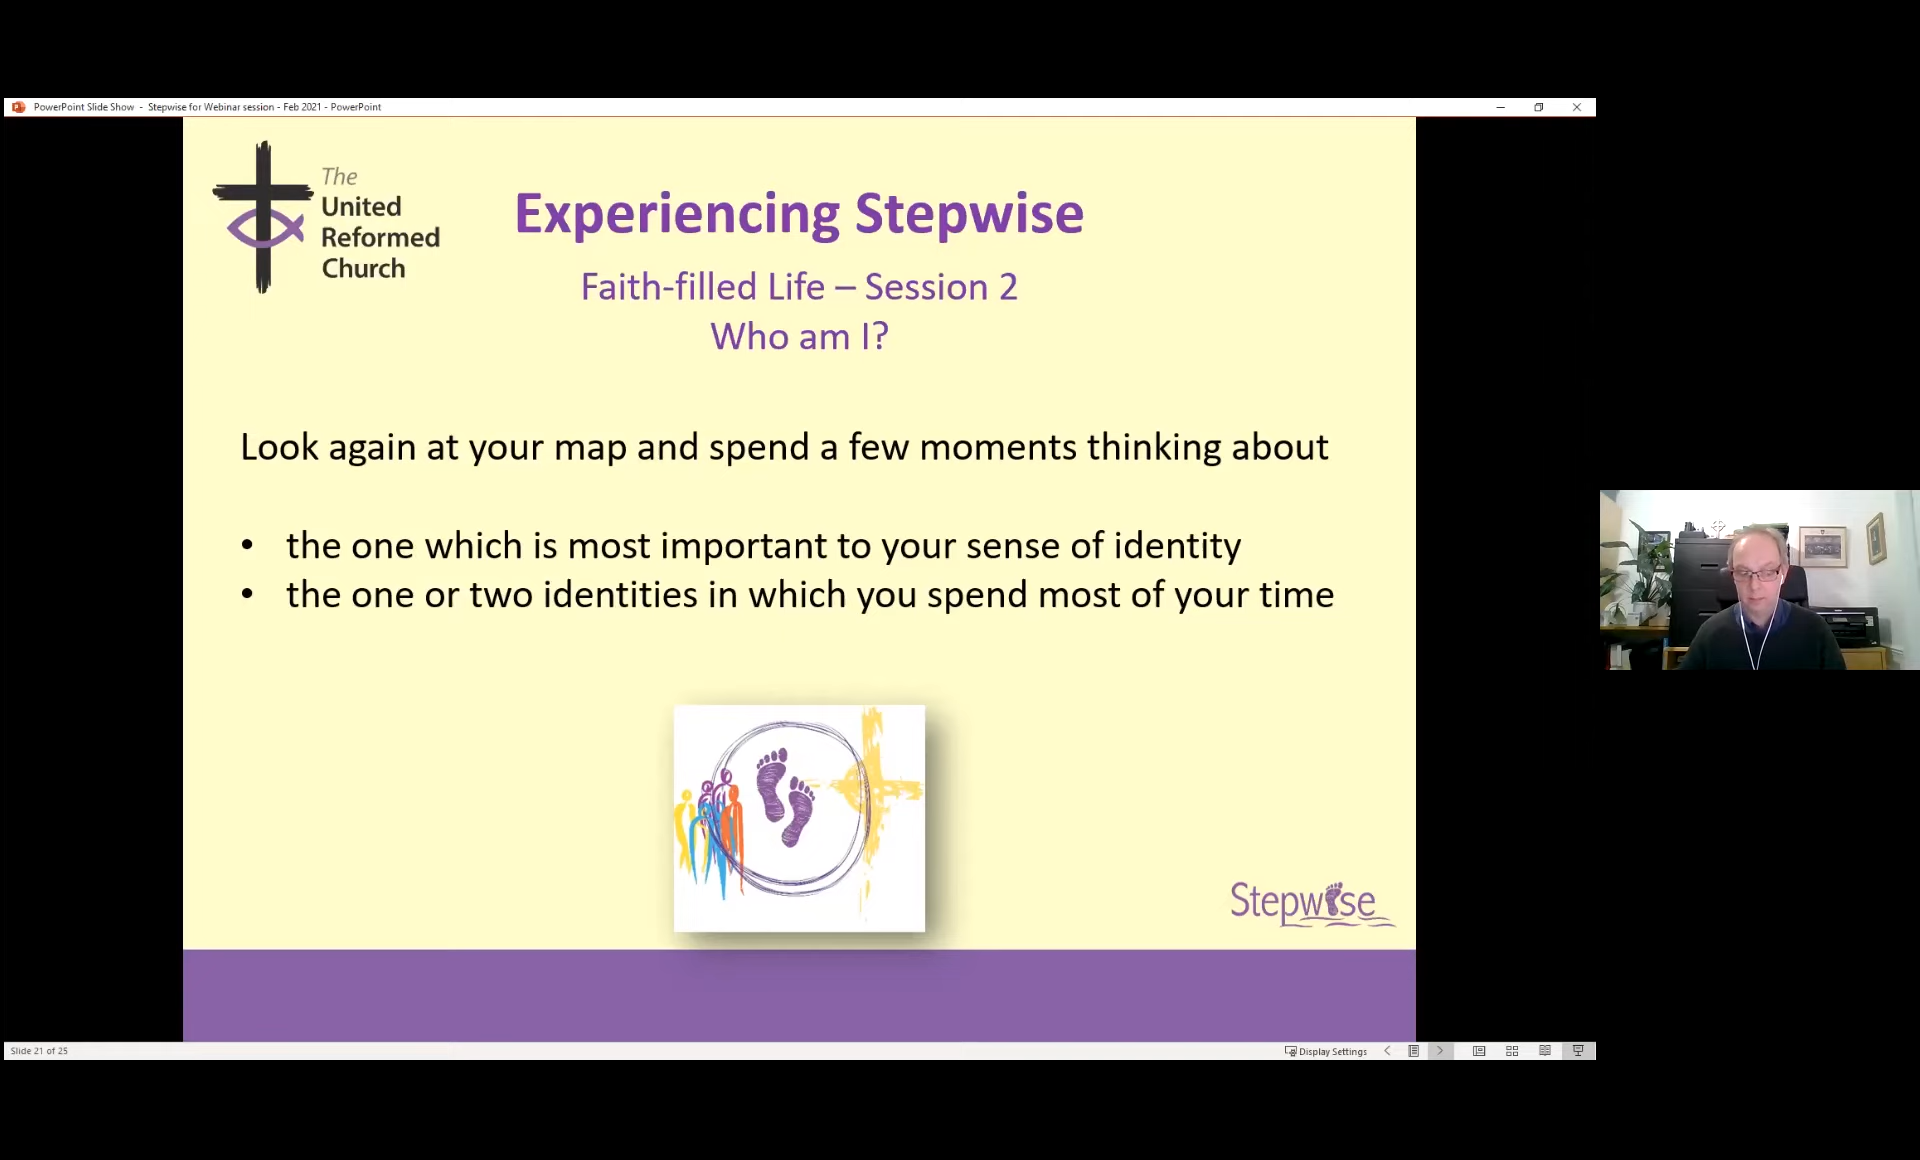 PowerPoint Slide Show - Stepwise for Webinar session - Feb 2021 - PowerPoint
The
United
Reformed
Church
Experiencing Stepwise
Faith-filled Life – Session 2
Who am I?
Look again at your map and spend a few moments thinking about
• the one which is most important to your sense of identity
• the one or two identities in which you spend most of your time
Stepwise
Slide 21 of 25
Display Settings